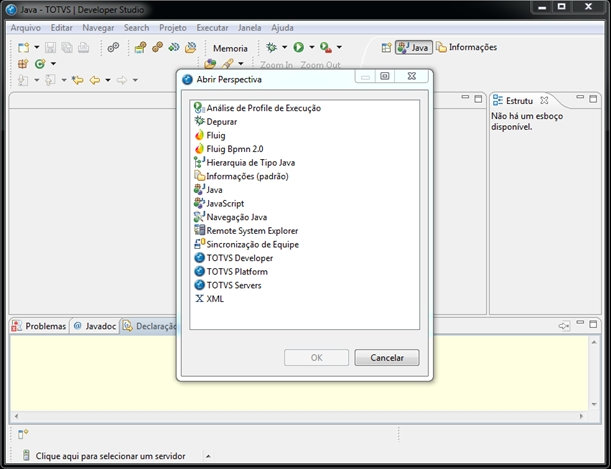 Java - TOTVS | Developer Studio
Arquivo Editar Navegar Search Projeto Executar Janela Ajuda
Memoria Java Informações
Zoom In Zoom Out
Abrir Perspectiva
Análise de Profile de Execução
Depurar
Fluig
Fluig Bpmn 2.0
Hierarquia de Tipo Java
Informações (padrão)
Java
JavaScript
Navegação Java
Remote System Explorer
Sincronização de Equipe
TOTVS Developer
TOTVS Platform
TOTVS Servers
XML
OK Cancelar
Estrutu
Não há um esboço
disponível.
Problemas Javadoc Declaração
Clique aqui para selecionar um servidor